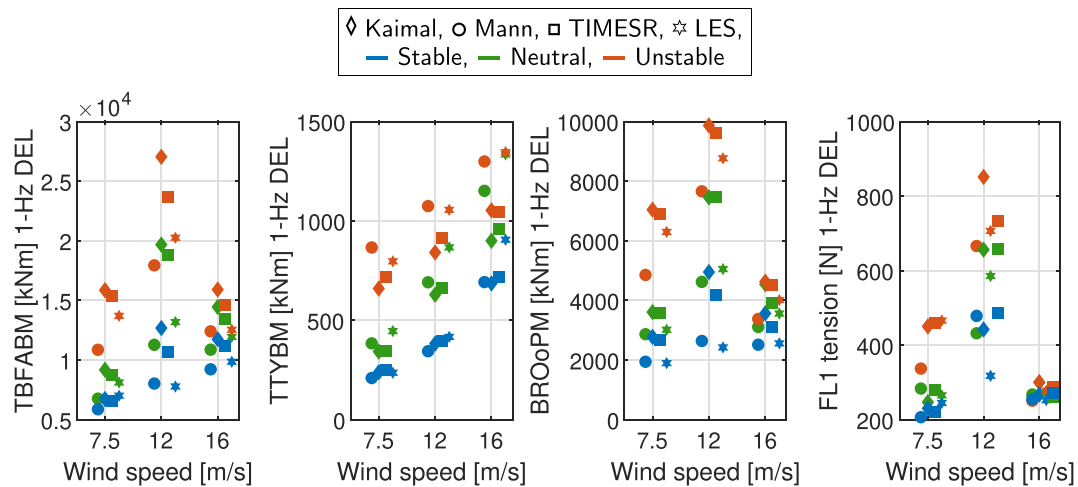 Kaimal, Mann, TIMESR, LES,
Stable, Neutral, Unstable
×10⁴
3
2.5
2
1.5
1
0.5
7.5 12 16
Wind speed [m/s]
TBFABM [kNm] 1-Hz DEL
1500
1000
500
0
7.5 12 16
Wind speed [m/s]
TTYBM [kNm] 1-Hz DEL
10000
8000
6000
4000
2000
0
7.5 12 16
Wind speed [m/s]
BROoPM [kNm] 1-Hz DEL
1000
800
600
400
200
7.5 12 16
Wind speed [m/s]
FL1 tension [N] 1-Hz DEL